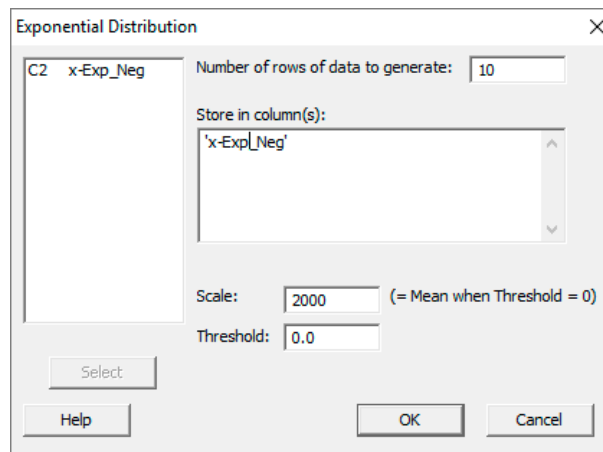 Exponential Distribution
C2 x-Exp_Neg
Number of rows of data to generate: 10
Store in column(s):
'x-Exp_Neg'
Scale: 2000 (= Mean when Threshold = 0)
Threshold: 0.0
Select
Help OK Cancel